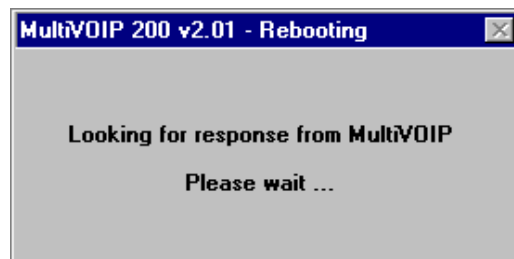 MultiVOIP 200 v2.01 - Rebooting
Looking for response from MultiVOIP
Please wait ...